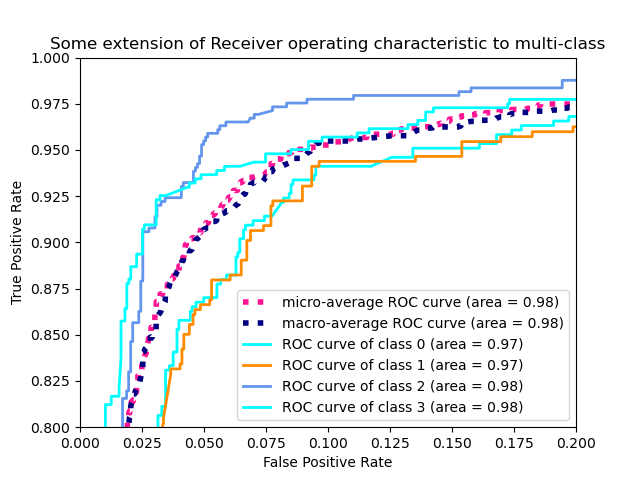 Some extension of Receiver operating characteristic to multi-class
True Positive Rate
1.000
0.975
0.950
0.925
0.900
0.875
0.850
0.825
0.800
micro-average ROC curve (area = 0.98)
macro-average ROC curve (area = 0.98)
ROC curve of class 0 (area = 0.97)
ROC curve of class 1 (area = 0.97)
ROC curve of class 2 (area = 0.98)
ROC curve of class 3 (area = 0.98)
0.000 0.025 0.050 0.075 0.100 0.125 0.150 0.175 0.200
False Positive Rate